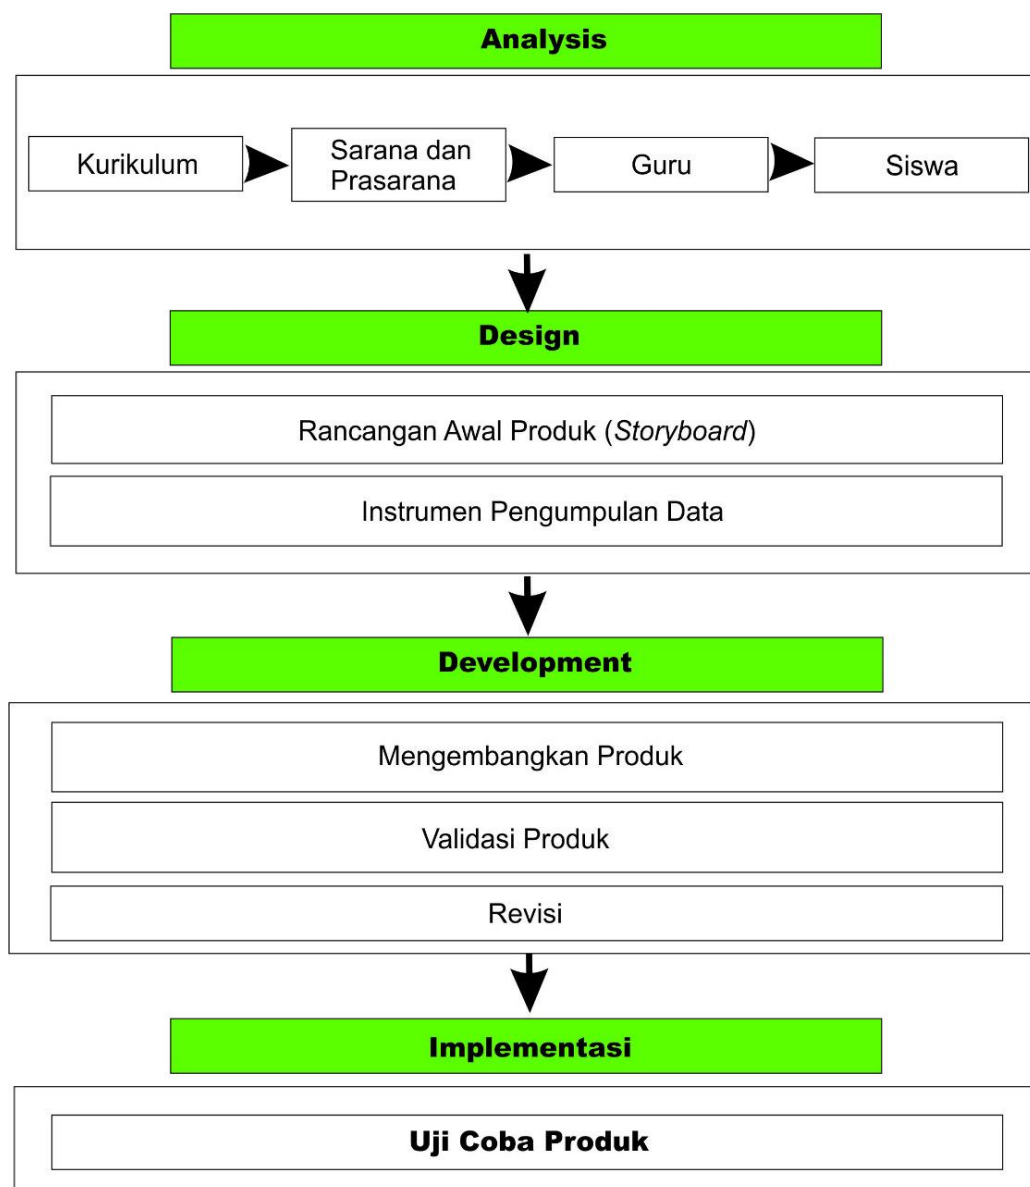 Analysis
Kurikulum
Sarana dan
Prasarana
Guru
Siswa
Design
Rancangan Awal Produk (Storyboard)
Instrumen Pengumpulan Data
Development
Mengembangkan Produk
Validasi Produk
Revisi
Implementasi
Uji Coba Produk